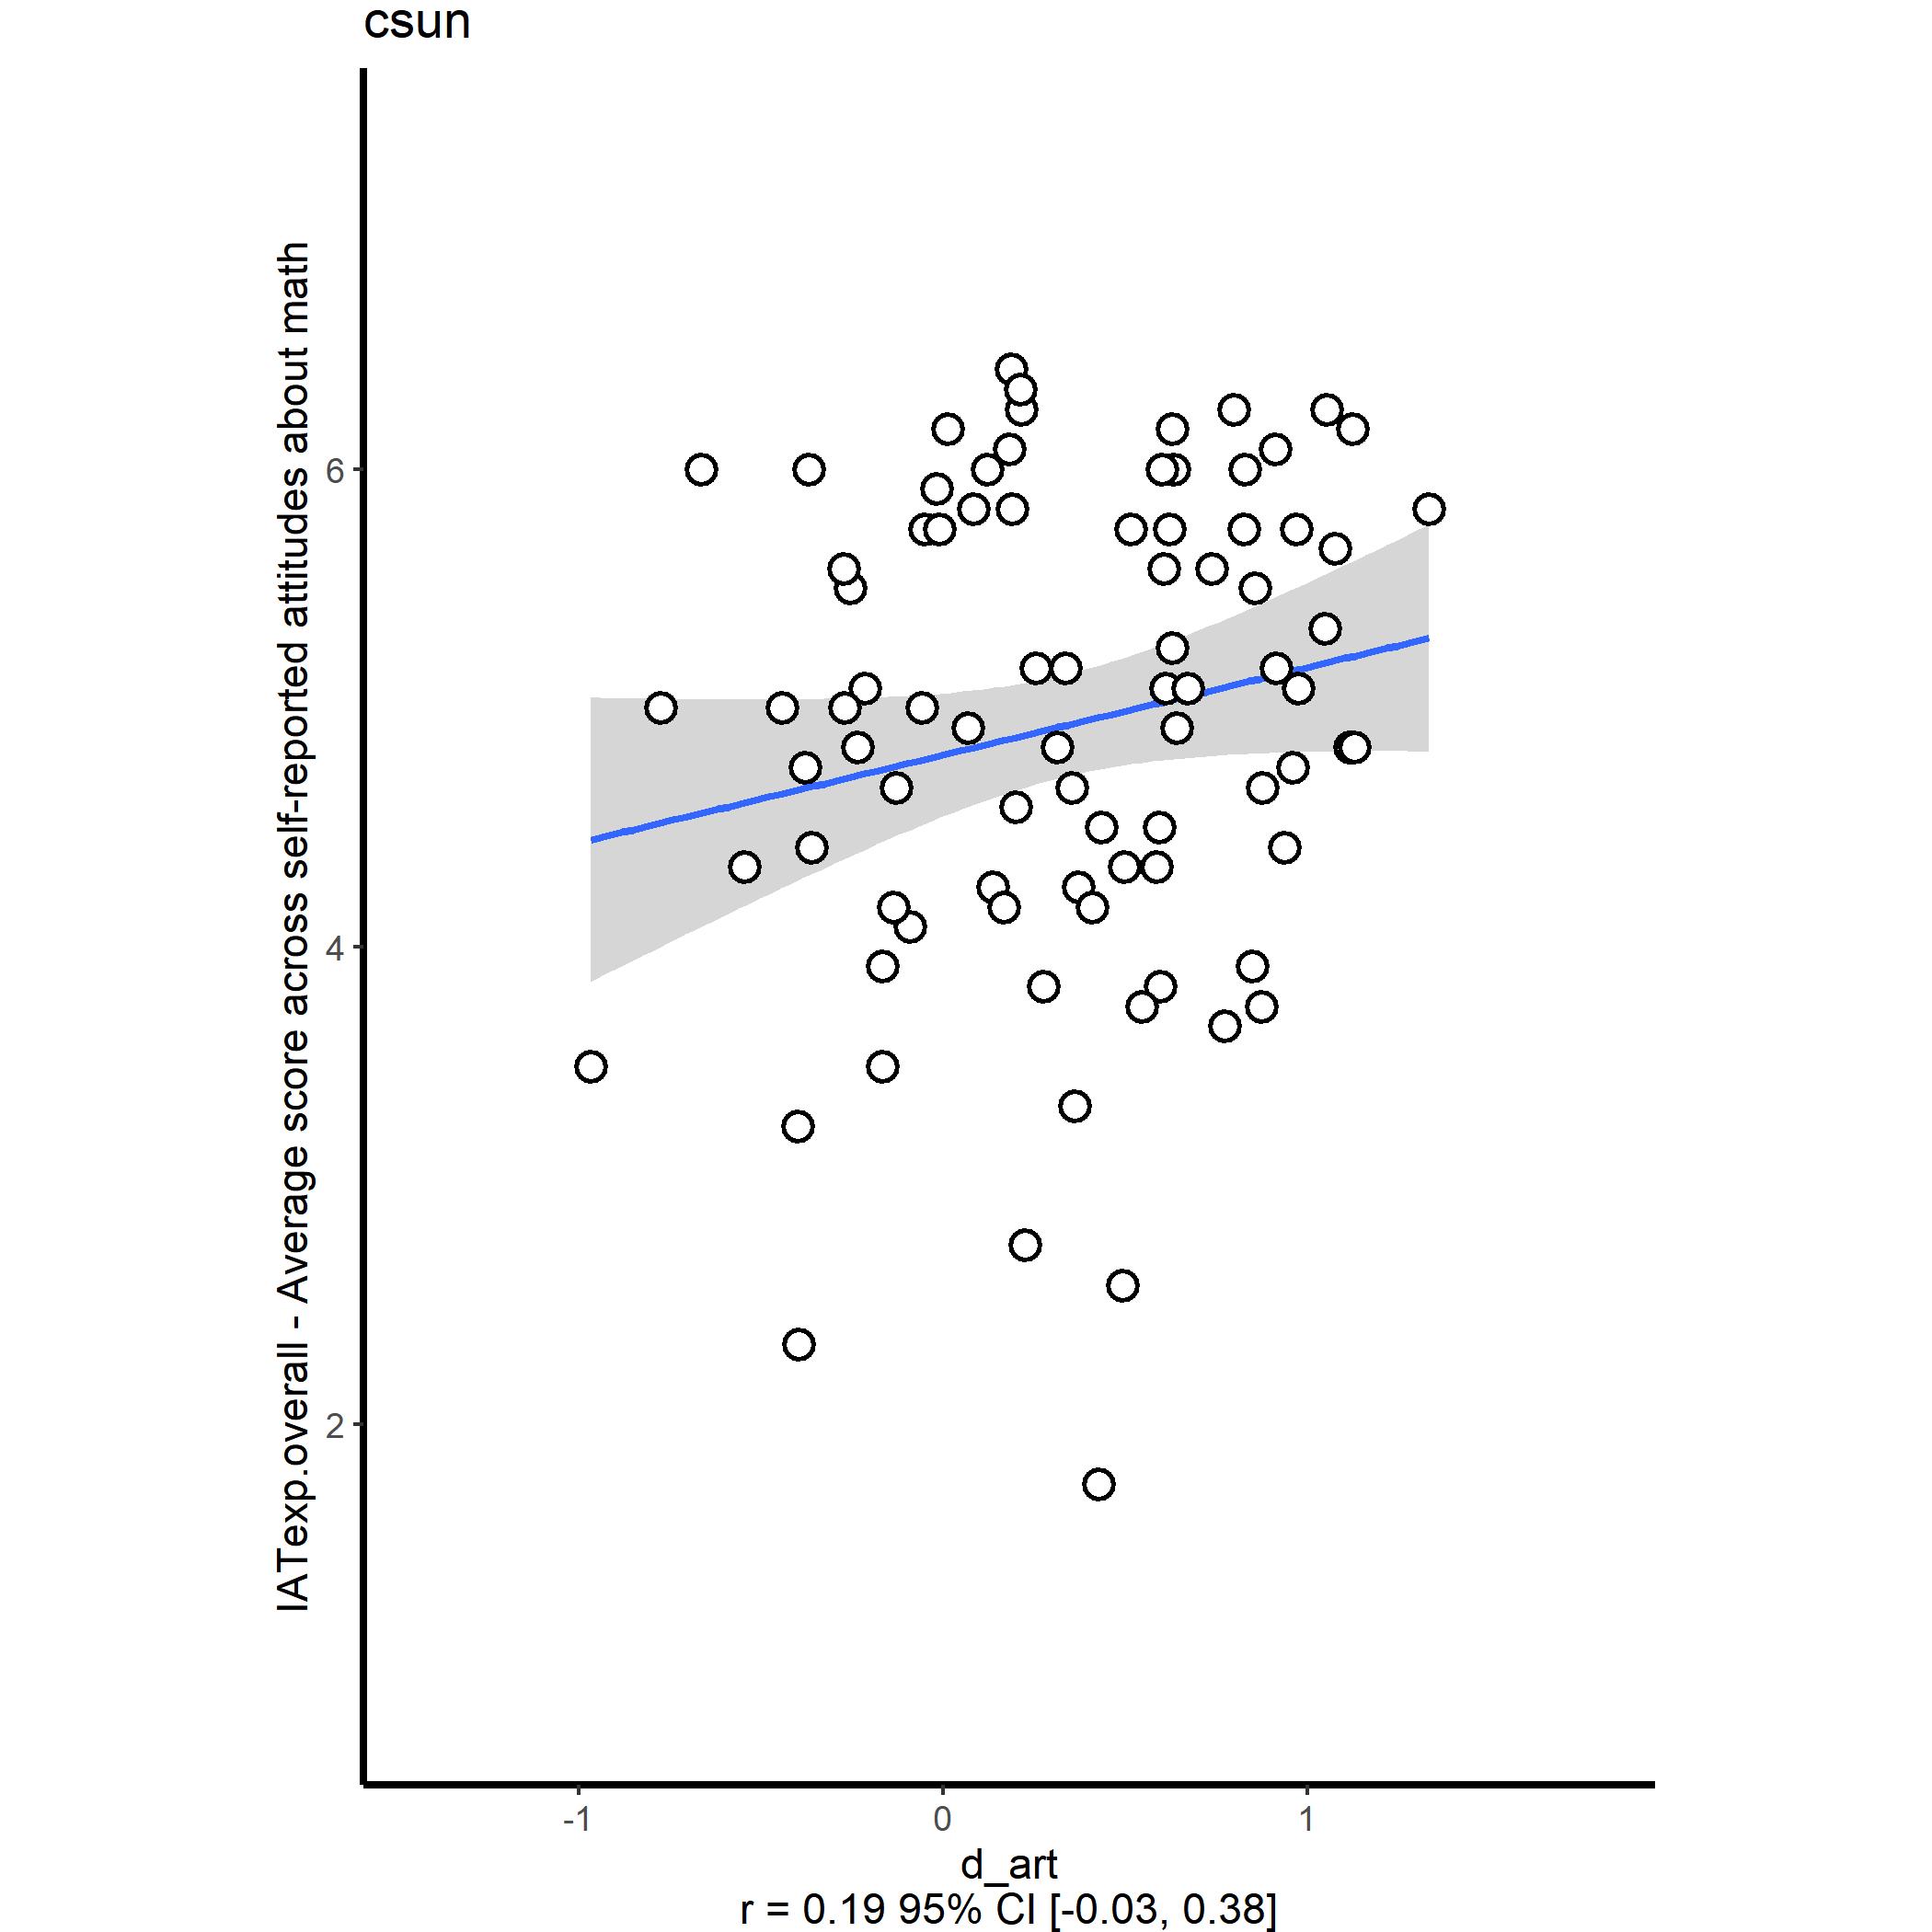 csun
IATexp.overall - Average score across self-reported attitudes about math
6
4
2
-1 0 1
d_art
r = 0.19 95% CI [-0.03, 0.38]